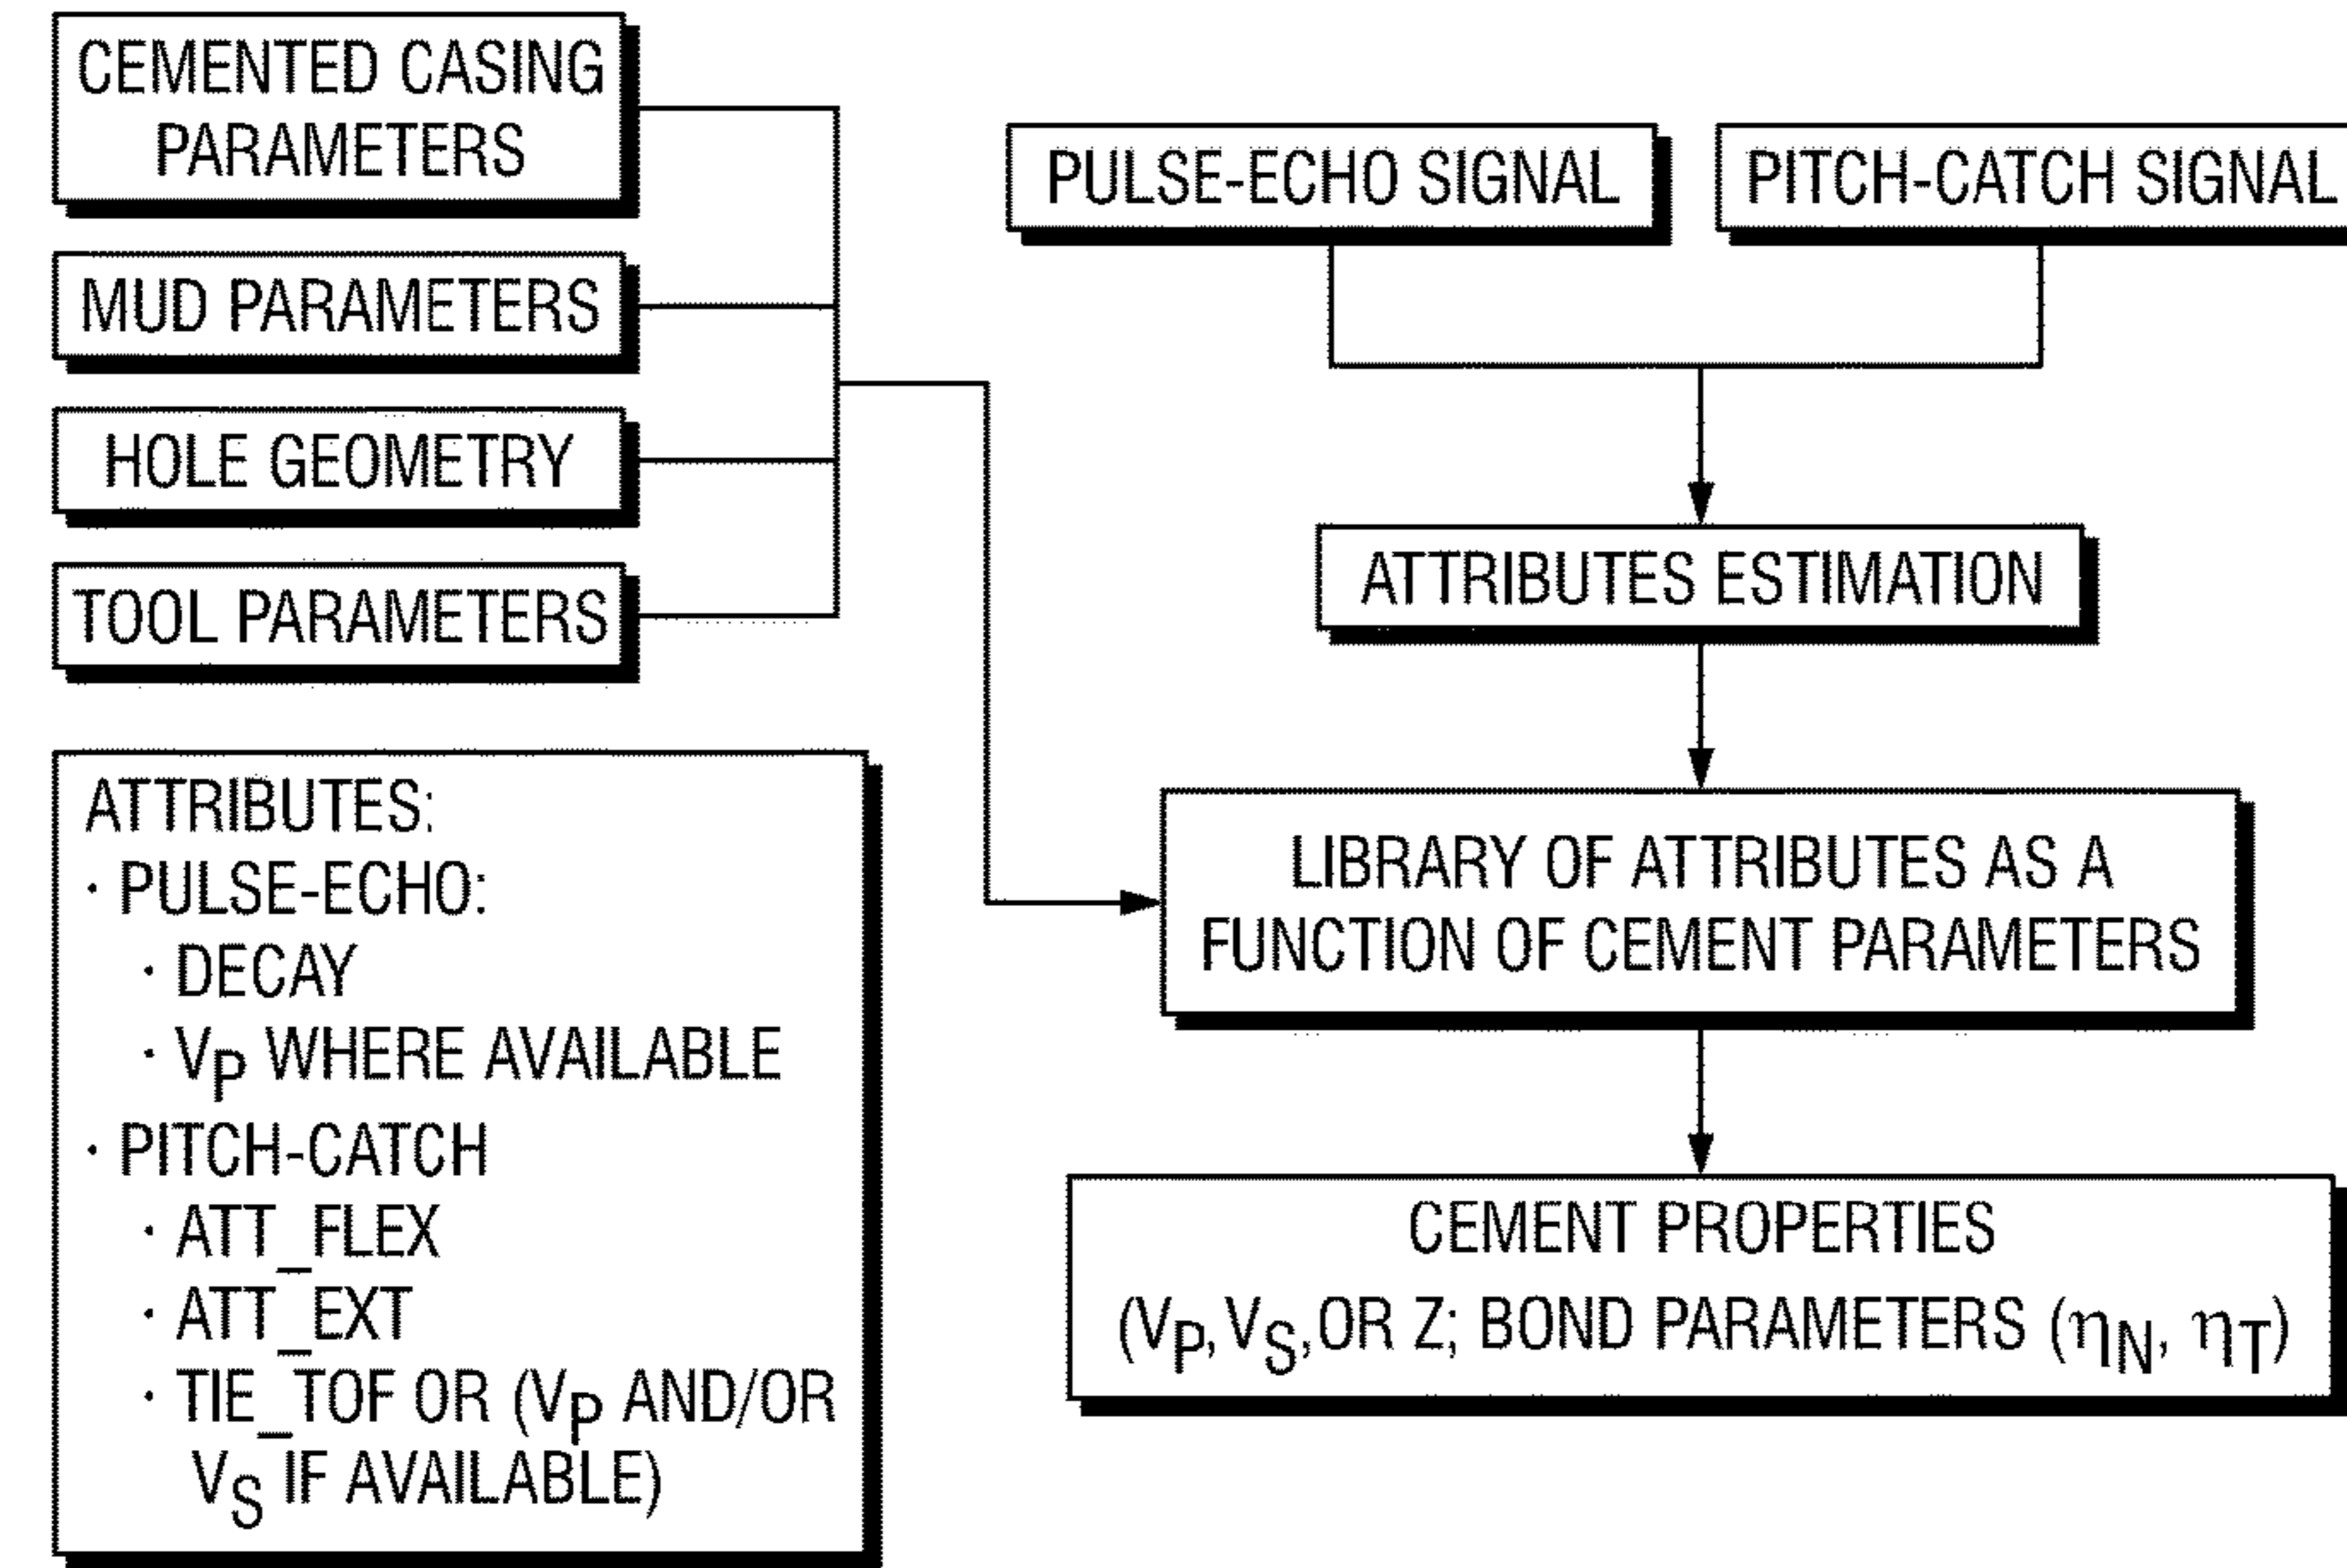 CEMENTED CASING
PARAMETERS
MUD PARAMETERS
HOLE GEOMETRY
TOOL PARAMETERS
PULSE-ECHO SIGNAL
PITCH-CATCH SIGNAL
ATTRIBUTES ESTIMATION
LIBRARY OF ATTRIBUTES AS A
FUNCTION OF CEMENT PARAMETERS
CEMENT PROPERTIES
(VP, VS, OR Z; BOND PARAMETERS (ηN, ηT)
ATTRIBUTES:
· PULSE-ECHO:
· DECAY
· VP WHERE AVAILABLE
· PITCH-CATCH
· ATT_FLEX
· ATT_EXT
· TIE_TOF OR (VP AND/OR
VS IF AVAILABLE)